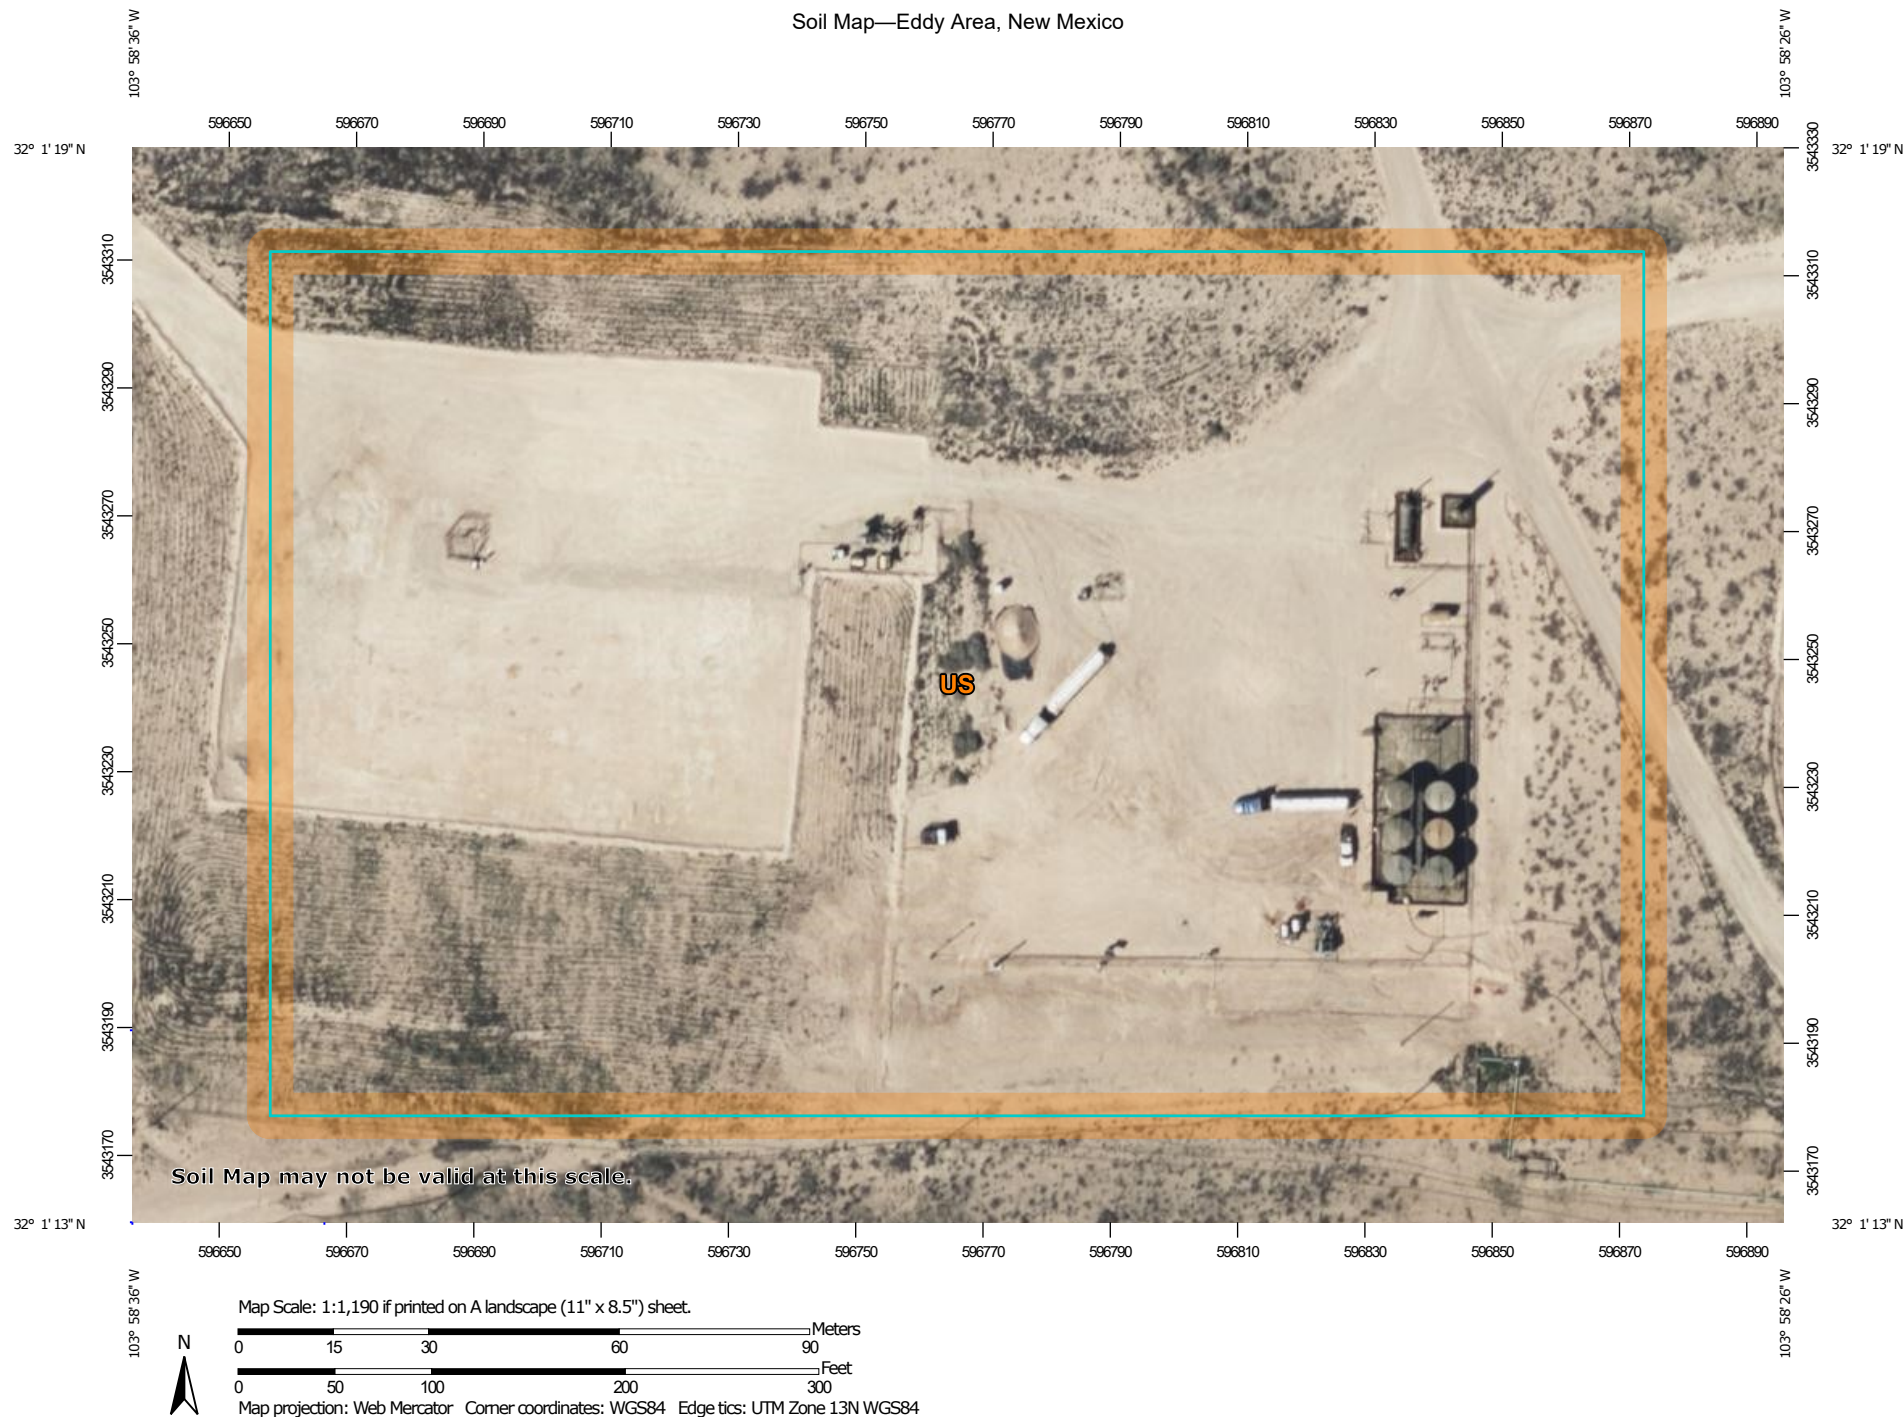 Soil Map—Eddy Area, New Mexico
103° 58' 36'' W
103° 58' 26'' W
596650 596670 596690 596710 596730 596750 596770 596790 596810 596830 596850 596870 596890
32° 1' 19'' N
32° 1' 19'' N
3543330
3543310
3543310
3543290
3543290
3543270
3543270
3543250
3543250
US
3543230
3543230
3543210
3543210
3543190
3543190
3543170
3543170
Soil Map may not be valid at this scale.
32° 1' 13'' N
32° 1' 13'' N
596650 596670 596690 596710 596730 596750 596770 596790 596810 596830 596850 596870 596890
103° 58' 36'' W
103° 58' 26'' W
Map Scale: 1:1,190 if printed on A landscape (11" x 8.5") sheet.
Meters
0 15 30 60 90
N
Feet
0 50 100 200 300
Map projection: Web Mercator Corner coordinates: WGS84 Edge tics: UTM Zone 13N WGS84